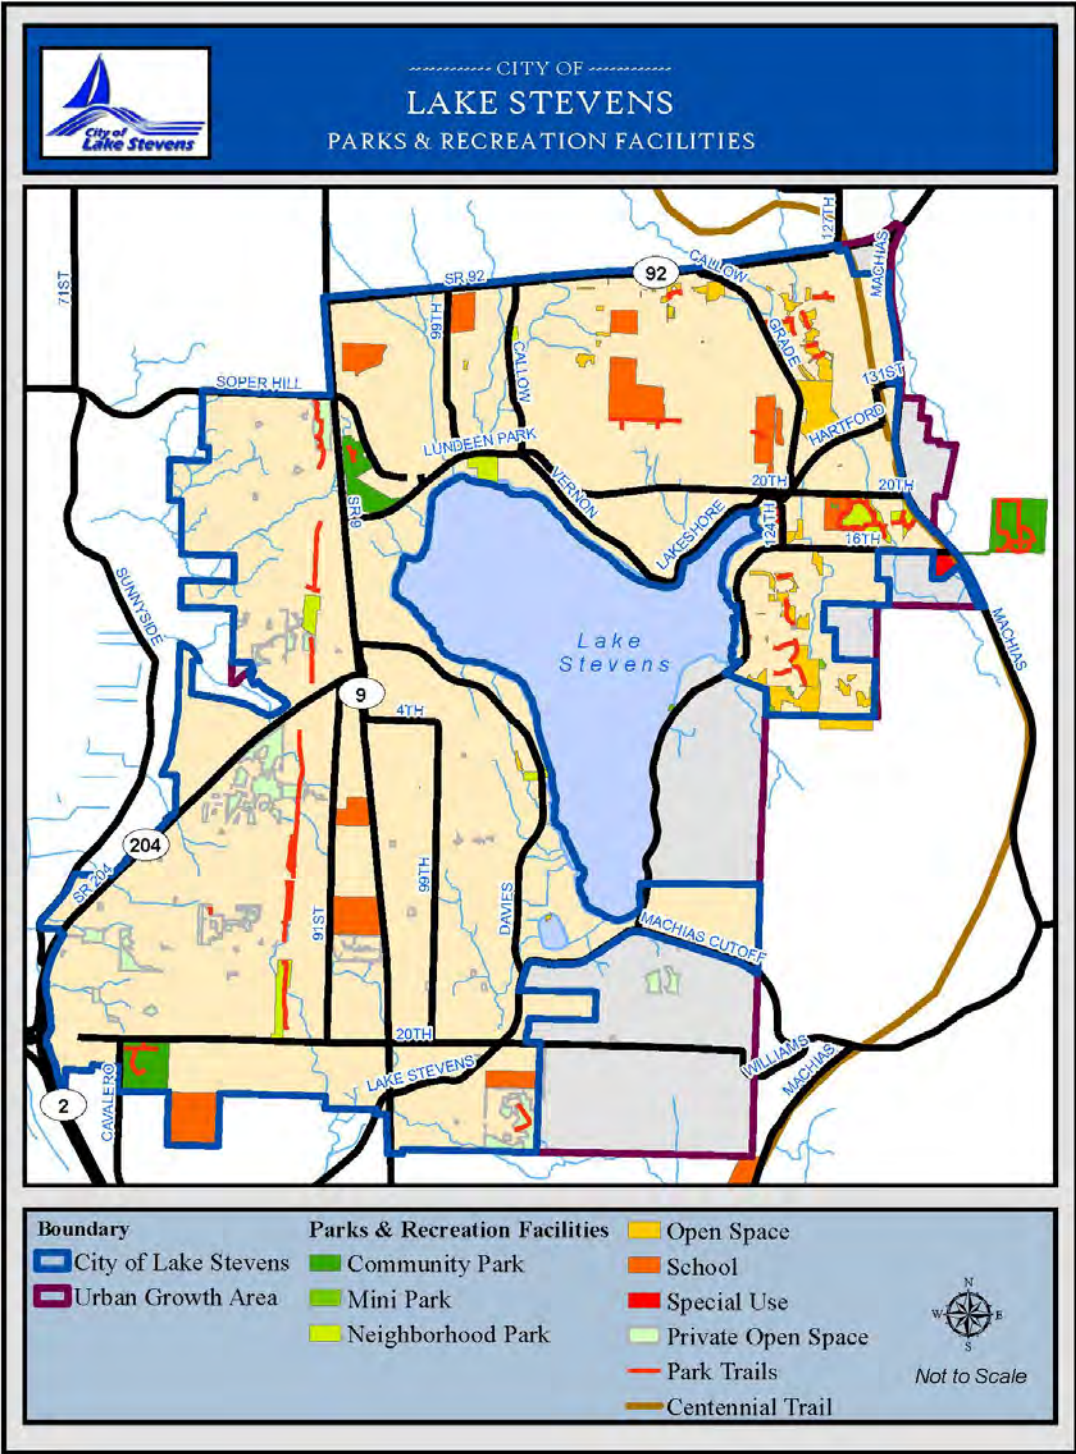 City of
Lake Stevens
CITY OF
LAKE STEVENS
PARKS & RECREATION FACILITIES
127TH
MACHIAS
CALLOW
92
SR 92
71ST
99TH
CALLOW
GRADE
131ST
SOPER HILL
HARTFORD
LUNDEEN PARK
VERNON
20TH
20TH
SR 9
LAKESHORE
124TH
16TH
SUNNYSIDE
Lake
Stevens
MACHIAS
9
4TH
204
SR 204
99TH
DAVIES
91ST
MACHIAS CUTOFF
20TH
WILLIAMS
MACHIAS
LAKE STEVENS
CAVALERO
2
Boundary
City of Lake Stevens
Urban Growth Area
Parks & Recreation Facilities
Community Park
Mini Park
Neighborhood Park
Open Space
School
Special Use
Private Open Space
Park Trails
Centennial Trail
N
W
E
S
Not to Scale